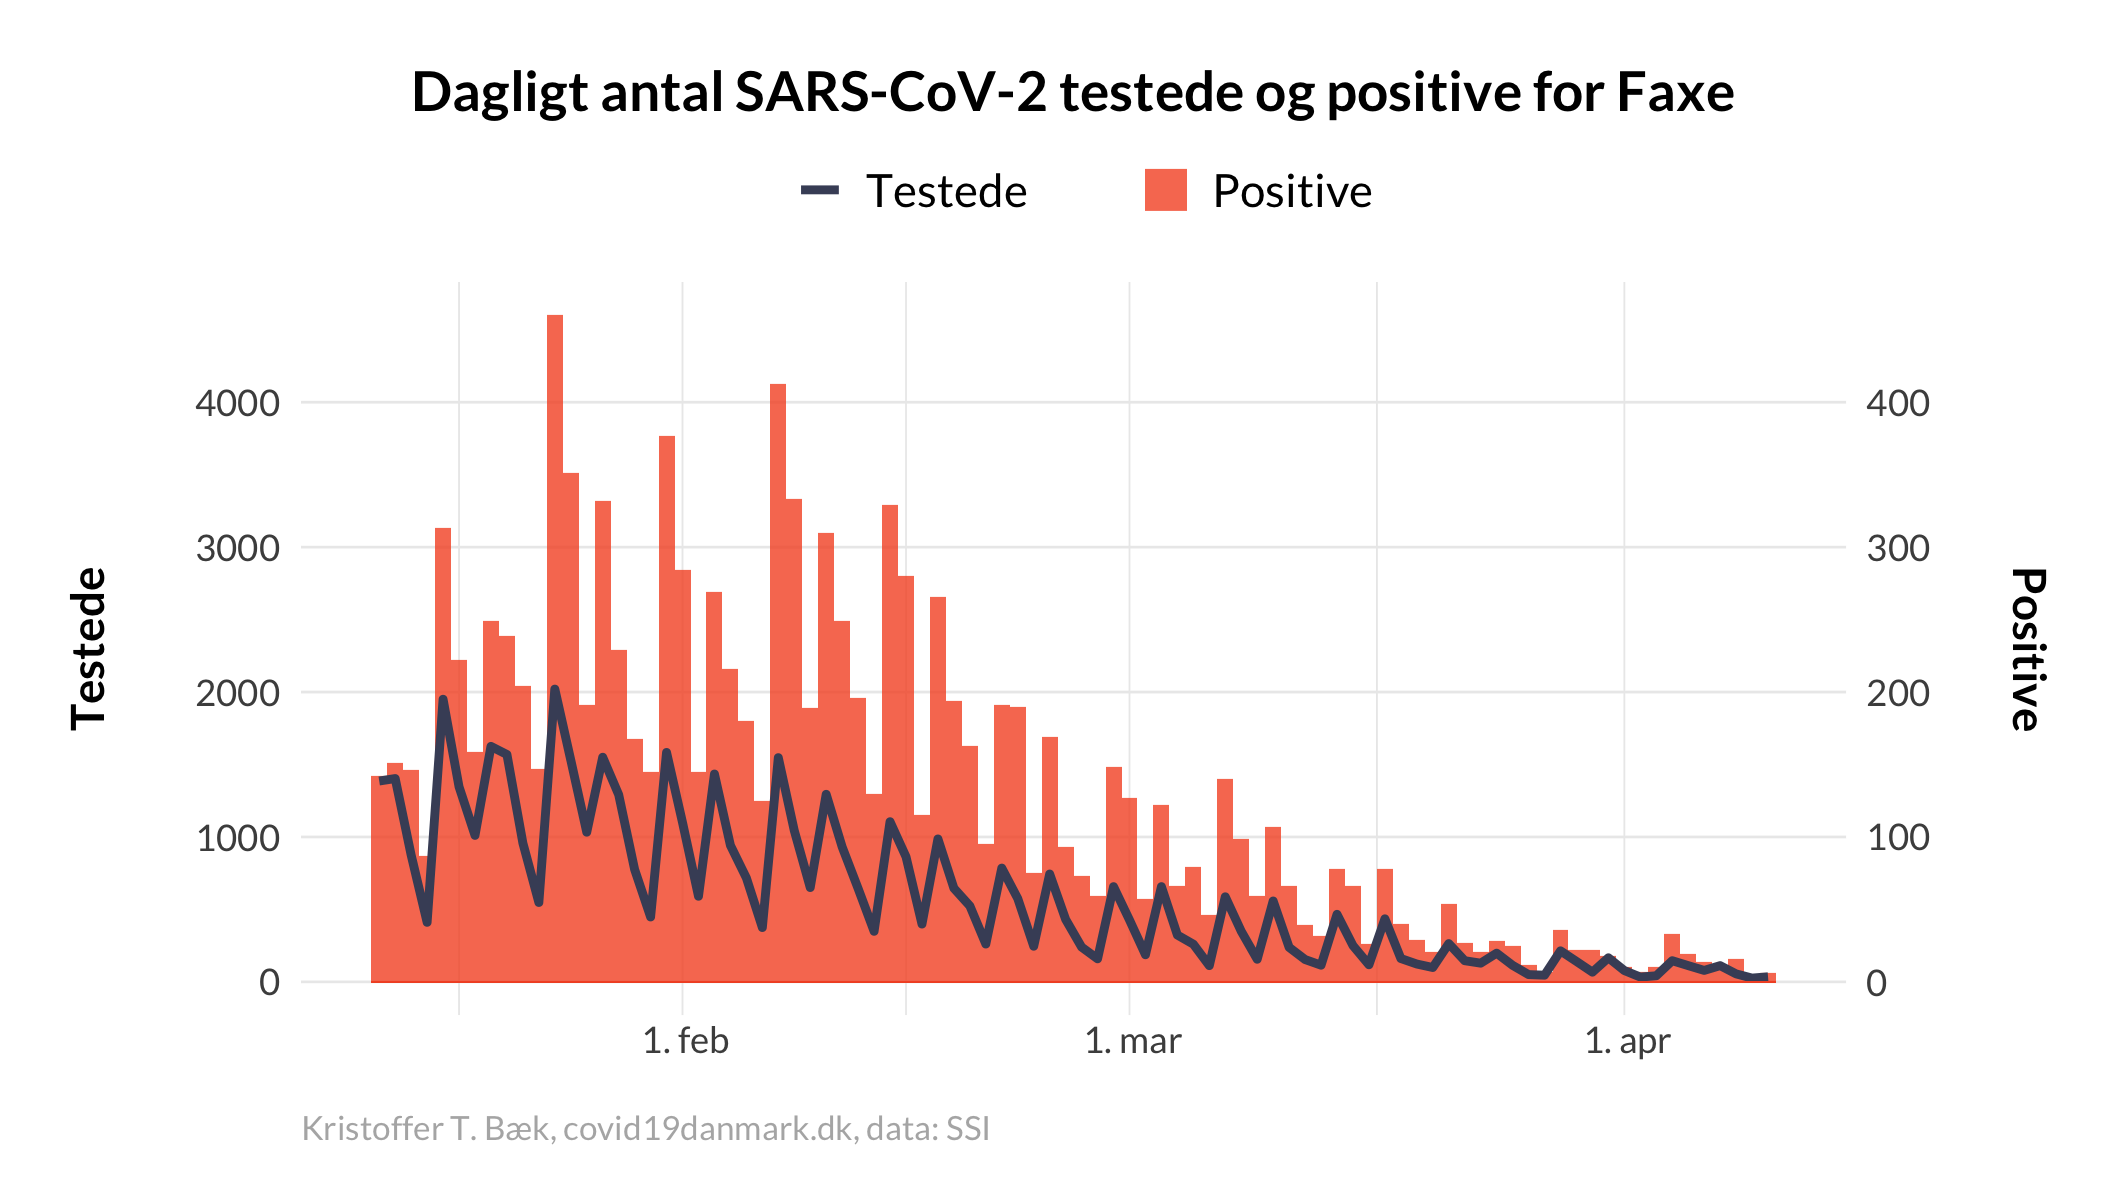 Dagligt antal SARS-CoV-2 testede og positive for Faxe
Testede
Positive
4000
3000
2000
1000
0
Testede
400
300
200
100
0
Positive
1. feb
1. mar
1. apr
Kristoffer T. Bæk, covid19danmark.dk, data: SSI